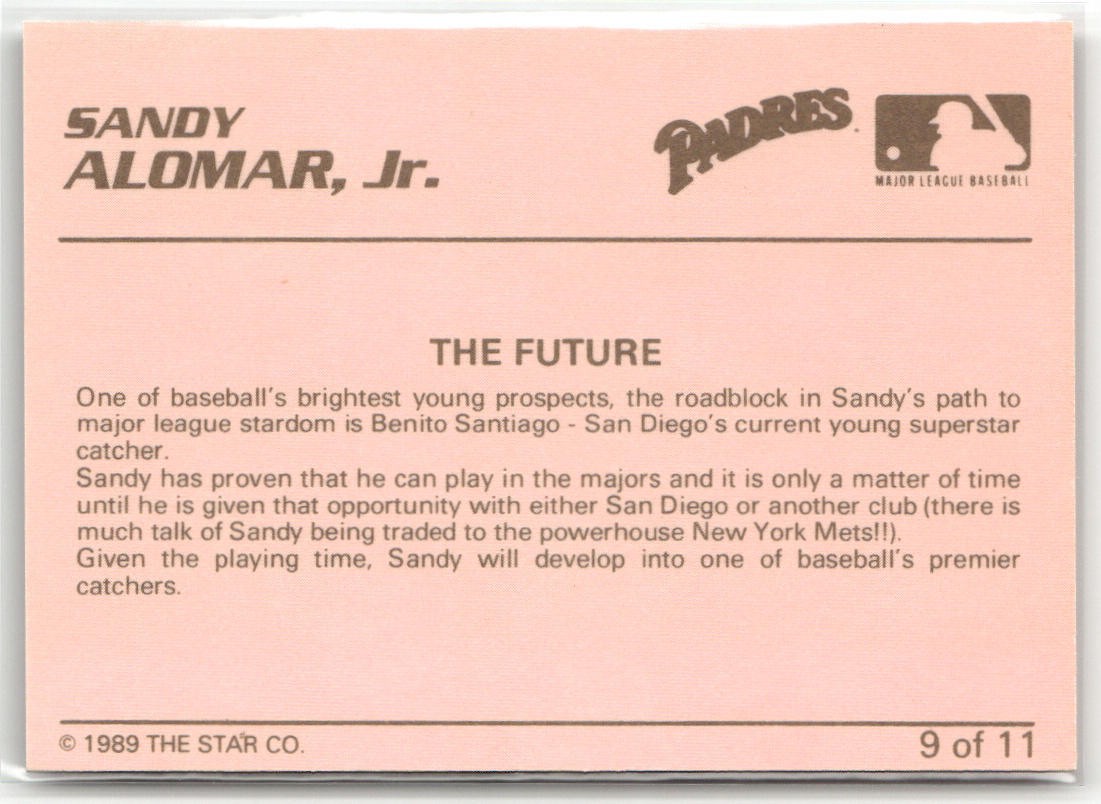 SANDY
ALOMAR, Jr.
PADRES
MAJOR LEAGUE BASEBALL
THE FUTURE
One of baseball's brightest young prospects, the roadblock in Sandy's path to
major league stardom is Benito Santiago - San Diego's current young superstar
catcher.
Sandy has proven that he can play in the majors and it is only a matter of time
until he is given that opportunity with either San Diego or another club (there is
much talk of Sandy being traded to the powerhouse New York Mets!!).
Given the playing time, Sandy will develop into one of baseball's premier
catchers.
© 1989 THE STAR CO.
9 of 11